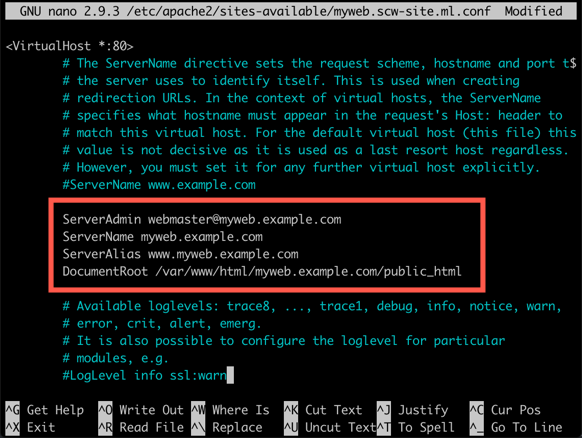 GNU nano 2.9.3 /etc/apache2/sites-available/myweb.scw-site.ml.conf Modified
<VirtualHost *:80>
# The ServerName directive sets the request scheme, hostname and port t$
# the server uses to identify itself. This is used when creating
# redirection URLs. In the context of virtual hosts, the ServerName
# specifies what hostname must appear in the request's Host: header to
# match this virtual host. For the default virtual host (this file) this
# value is not decisive as it is used as a last resort host regardless.
# However, you must set it for any further virtual host explicitly.
#ServerName www.example.com
ServerAdmin webmaster@myweb.example.com
ServerName myweb.example.com
ServerAlias www.myweb.example.com
DocumentRoot /var/www/html/myweb.example.com/public_html
# Available loglevels: trace8, ..., trace1, debug, info, notice, warn,
# error, crit, alert, emerg.
# It is also possible to configure the loglevel for particular
# modules, e.g.
#LogLevel info ssl:warn
^G Get Help ^O Write Out ^W Where Is ^K Cut Text ^J Justify ^C Cur Pos
^X Exit ^R Read File ^\ Replace ^U Uncut Text ^T To Spell ^_ Go To Line